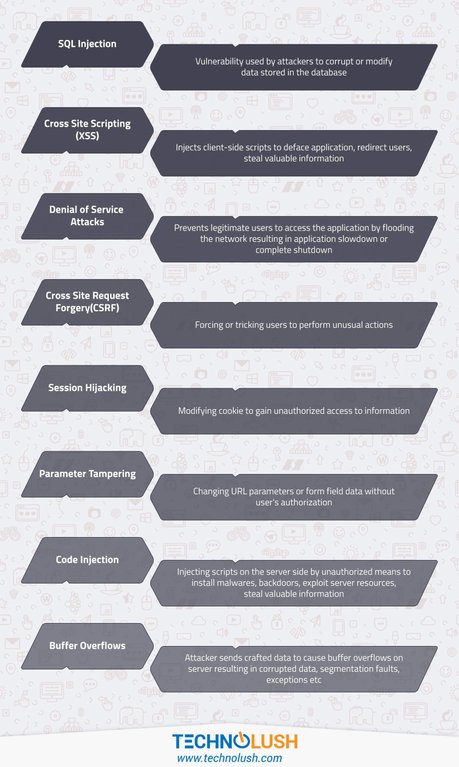 SQL Injection
Vulnerability used by attackers to corrupt or modify
data stored in the database
Cross Site Scripting
(XSS)
Injects client-side scripts to deface application, redirect users,
steal valuable information
Denial of Service
Attacks
Prevents legitimate users to access the application by flooding
the network resulting in application slowdown or
complete shutdown
Cross Site Request
Forgery(CSRF)
Forcing or tricking users to perform unusual actions
Session Hijacking
Modifying cookie to gain unauthorized access to information
Parameter Tampering
Changing URL parameters or form field data without
user's authorization
Code Injection
Injecting scripts on the server side by unauthorized means to
install malwares, backdoors, exploit server resources,
steal valuable information
Buffer Overflows
Attacker sends crafted data to cause buffer overflows on
server resulting in corrupted data, segmentation faults,
exceptions etc
TECHNOLUSH
www.technolush.com